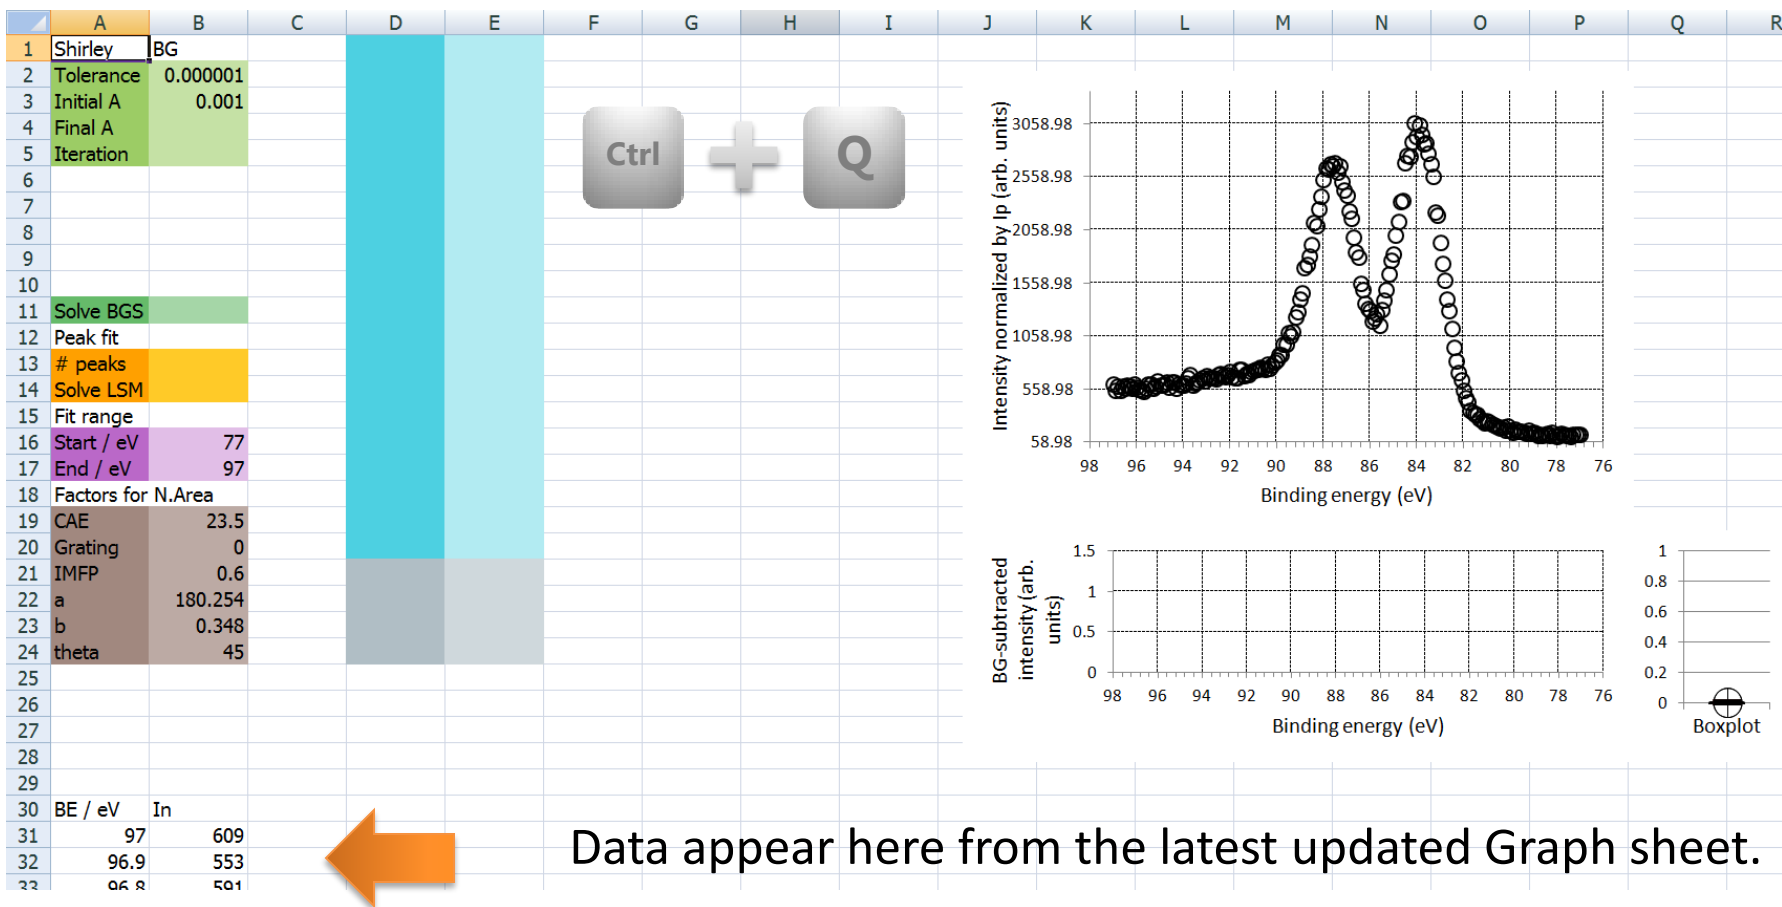 A B C D E F G H I J K L M N O P Q R
1 Shirley BG
2 Tolerance 0.000001
3 Initial A 0.001
4 Final A
5 Iteration
6
7
8
9
10
11 Solve BGS
12 Peak fit
13 # peaks
14 Solve LSM
15 Fit range
16 Start / eV 77
17 End / eV 97
18 Factors for N.Area
19 CAE 23.5
20 Grating 0
21 IMFP 0.6
22 a 180.254
23 b 0.348
24 theta 45
25
26
27
28
29
30 BE / eV In
31 97 609
32 96.9 553
33 96.8 591
Ctrl + Q
Intensity normalized by Ip (arb. units)
3058.98
2558.98
2058.98
1558.98
1058.98
558.98
58.98
98 96 94 92 90 88 86 84 82 80 78 76
Binding energy (eV)
BG-subtracted
intensity (arb.
units)
1.5
1
0.5
0
98 96 94 92 90 88 86 84 82 80 78 76
Binding energy (eV)
1
0.8
0.6
0.4
0.2
0
Boxplot
Data appear here from the latest updated Graph sheet.